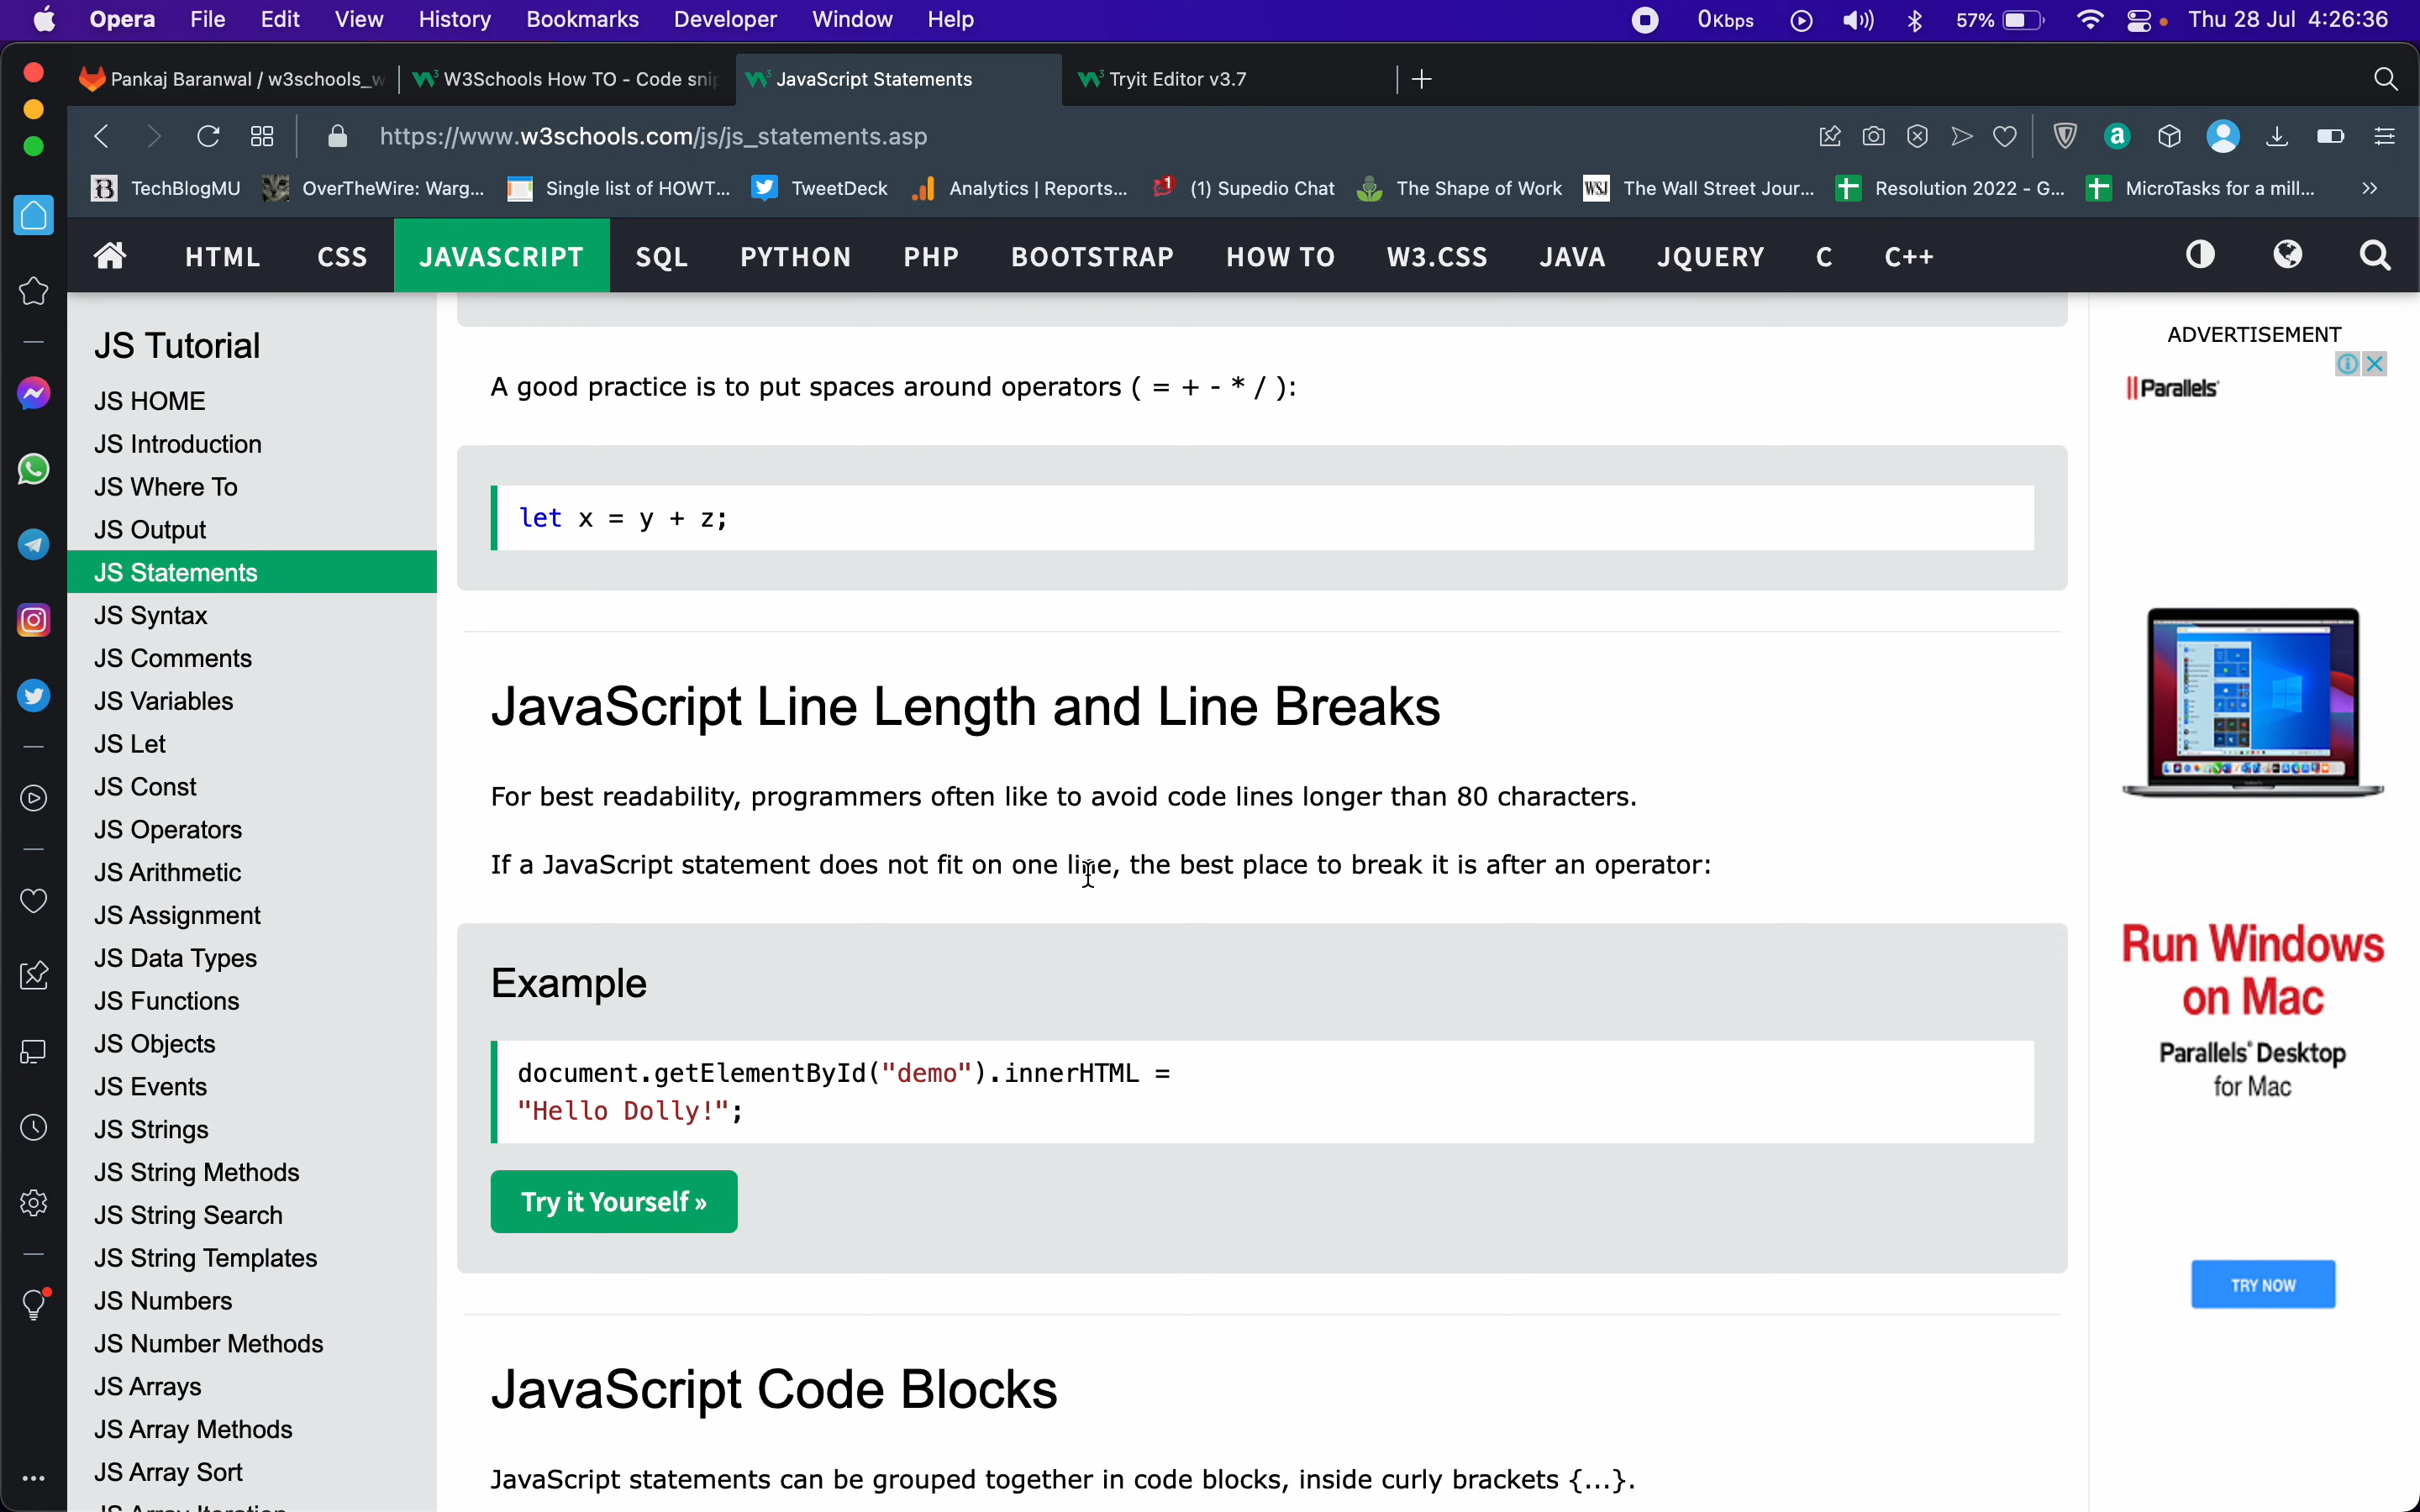 Opera File Edit View History Bookmarks Developer Window Help 0Kbps 57% Thu 28 Jul 4:26:36
Pankaj Baranwal / w3schools_w W3Schools How TO - Code snip JavaScript Statements Tryit Editor v3.7
https://www.w3schools.com/js/js_statements.asp
TechBlogMU OverTheWire: Warg... Single list of HOWT... TweetDeck Analytics | Reports... (1) Supedio Chat The Shape of Work WSJ The Wall Street Jour... Resolution 2022 - G... MicroTasks for a mill... »
HTML CSS JAVASCRIPT SQL PYTHON PHP BOOTSTRAP HOW TO W3.CSS JAVA JQUERY C C++
JS Tutorial
JS HOME
JS Introduction
JS Where To
JS Output
JS Statements
JS Syntax
JS Comments
JS Variables
JS Let
JS Const
JS Operators
JS Arithmetic
JS Assignment
JS Data Types
JS Functions
JS Objects
JS Events
JS Strings
JS String Methods
JS String Search
JS String Templates
JS Numbers
JS Number Methods
JS Arrays
JS Array Methods
JS Array Sort
A good practice is to put spaces around operators ( = + - * / ):
let x = y + z;
JavaScript Line Length and Line Breaks
For best readability, programmers often like to avoid code lines longer than 80 characters.
If a JavaScript statement does not fit on one line, the best place to break it is after an operator:
Example
document.getElementById("demo").innerHTML =
"Hello Dolly!";
Try it Yourself »
JavaScript Code Blocks
JavaScript statements can be grouped together in code blocks, inside curly brackets {...}.
ADVERTISEMENT
Parallels®
Run Windows
on Mac
Parallels® Desktop
for Mac
TRY NOW